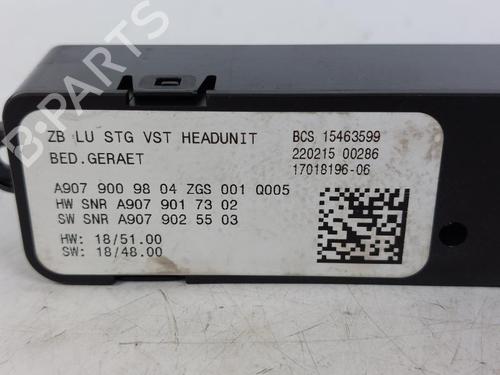 ZB LU STG VST HEADUNIT
BED.GERAET
BCS 15463599
220215 00286
17018196-06
A907 900 98 04 ZGS 001 Q005
HW SNR A907 901 73 02
SW SNR A907 902 55 03
HW: 18/51.00
SW: 18/48.00
B-PARTS